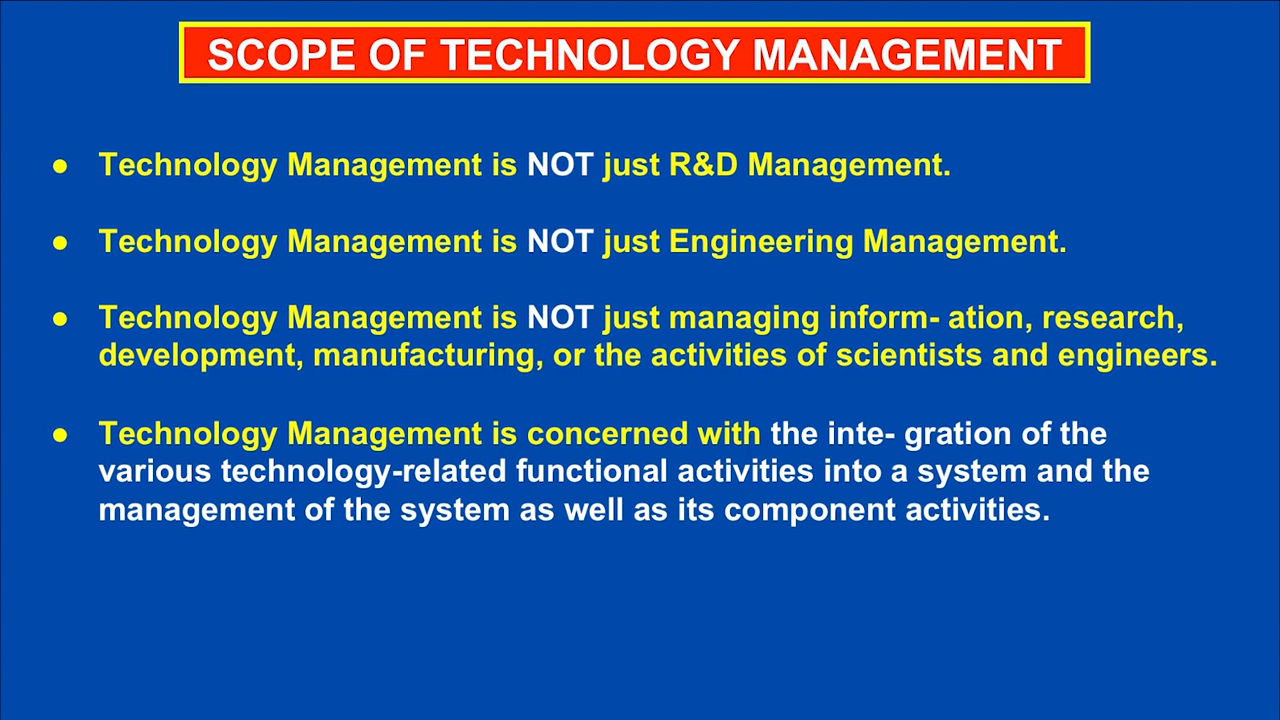 SCOPE OF TECHNOLOGY MANAGEMENT
● Technology Management is NOT just R&D Management.
● Technology Management is NOT just Engineering Management.
● Technology Management is NOT just managing inform- ation, research,
development, manufacturing, or the activities of scientists and engineers.
● Technology Management is concerned with the inte- gration of the
various technology-related functional activities into a system and the
management of the system as well as its component activities.